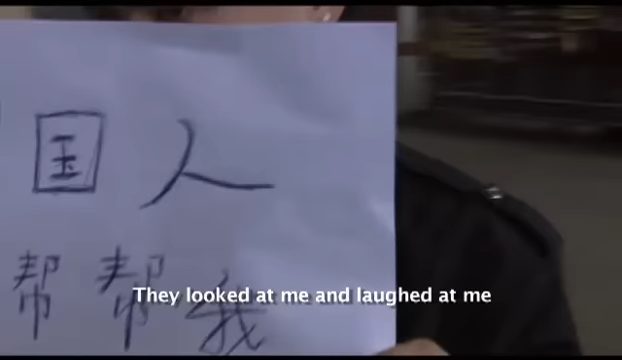 国人
帮帮我
They looked at me and laughed at me